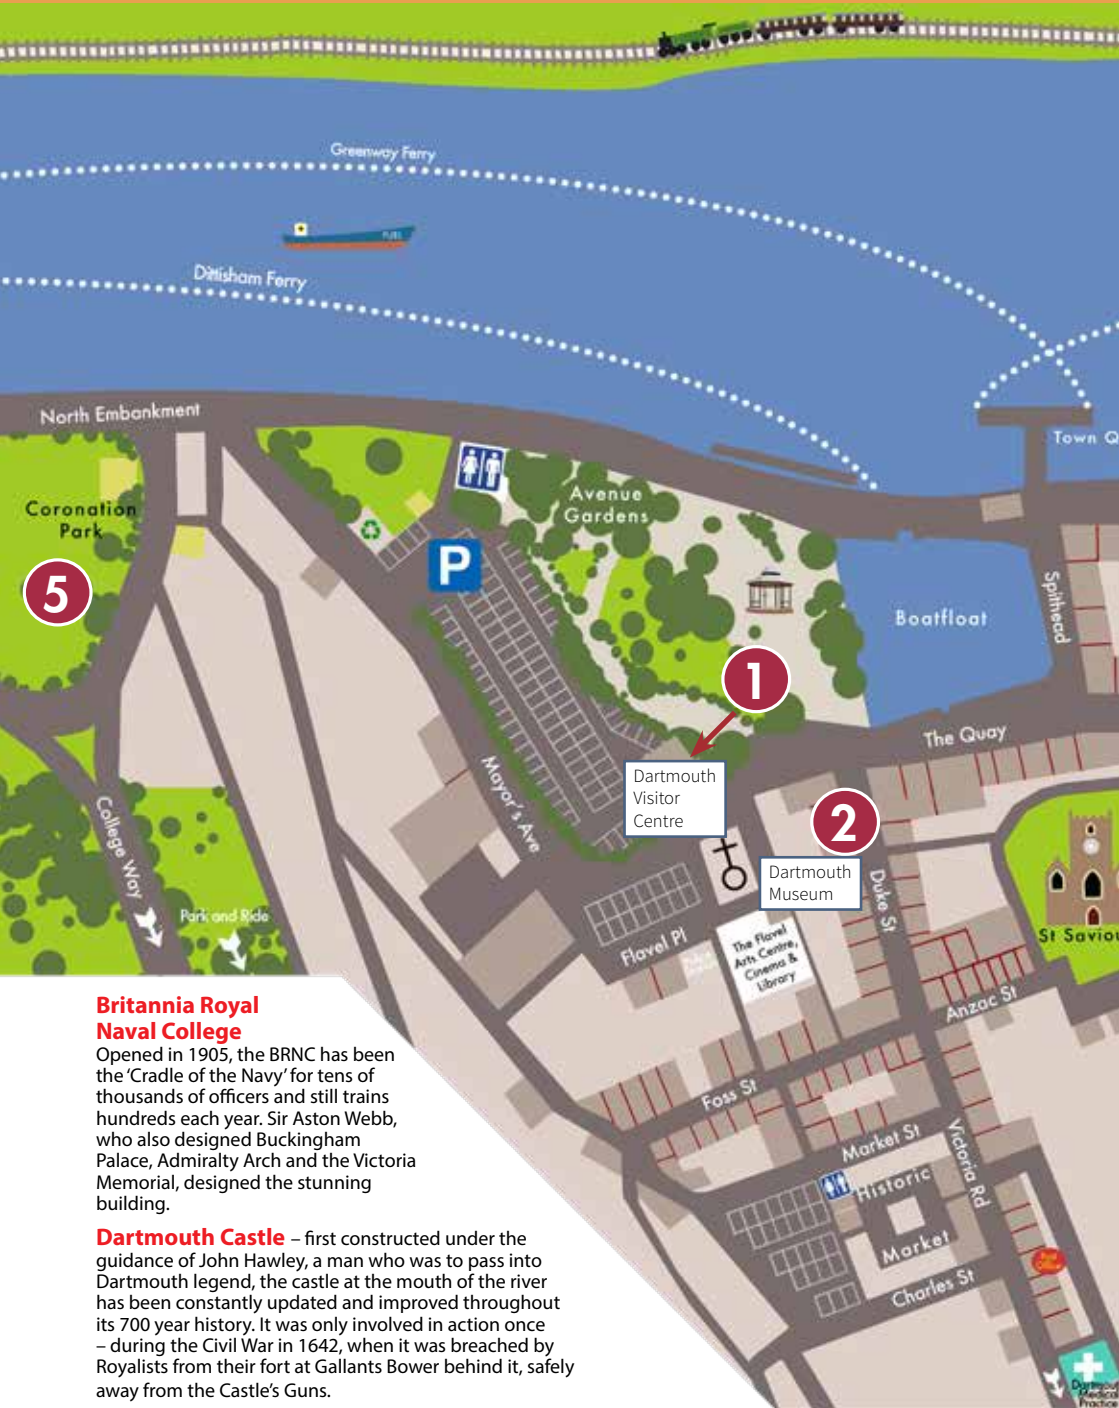 Greenway Ferry
FUEL
Dittisham Ferry
North Embankment
Town Q
Coronation
Park
Avenue
Gardens
P
5
Spithead
Boatfloat
1
The Quay
Mayor's Ave
Dartmouth
Visitor
Centre
2
College Way
Dartmouth
Museum
Duke St
Park and Ride
Flavel Pl
The Flavel
Arts Centre,
Cinema &
Library
St Saviou
Anzac St
Britannia Royal
Naval College
Opened in 1905, the BRNC has been
the ‘Cradle of the Navy’ for tens of
thousands of officers and still trains
hundreds each year. Sir Aston Webb,
who also designed Buckingham
Palace, Admiralty Arch and the Victoria
Memorial, designed the stunning
building.
Foss St
Market St
Victoria Rd
Historic
Market
Post
Office
Charles St
Dartmouth Castle – first constructed under the
guidance of John Hawley, a man who was to pass into
Dartmouth legend, the castle at the mouth of the river
has been constantly updated and improved throughout
its 700 year history. It was only involved in action once
– during the Civil War in 1642, when it was breached by
Royalists from their fort at Gallants Bower behind it, safely
away from the Castle’s Guns.
Dartmout
Medical
Practice